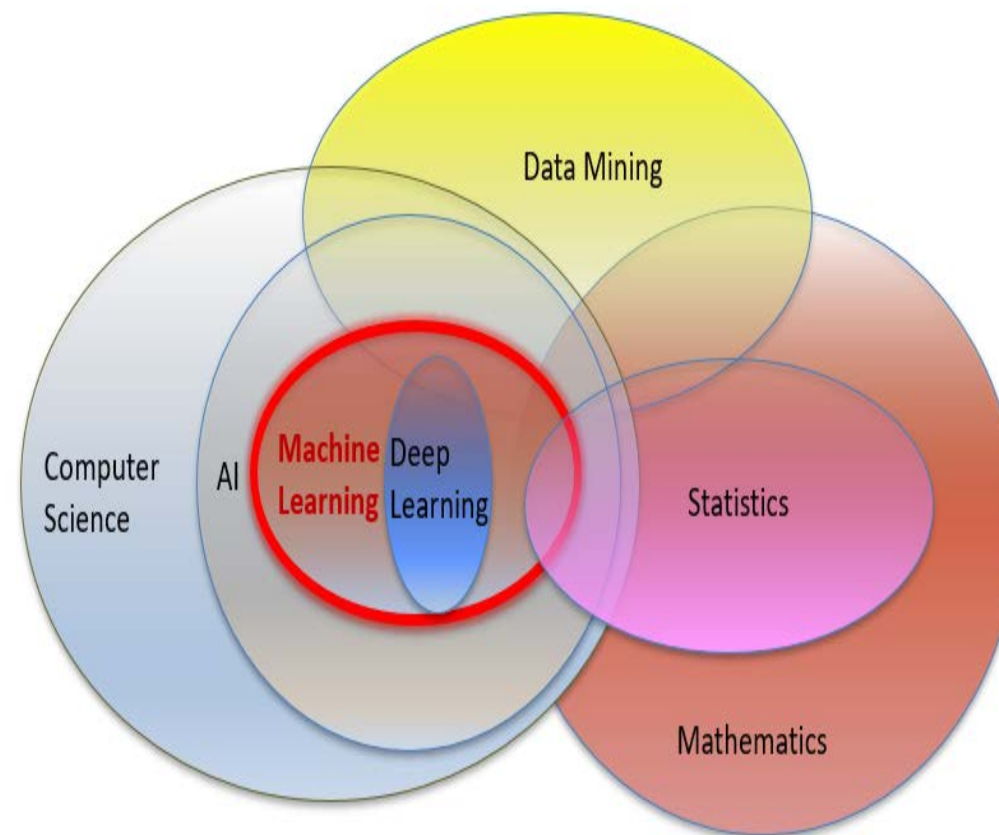 Data Mining
Computer
Science
AI
Machine
Learning
Deep
Learning
Statistics
Mathematics